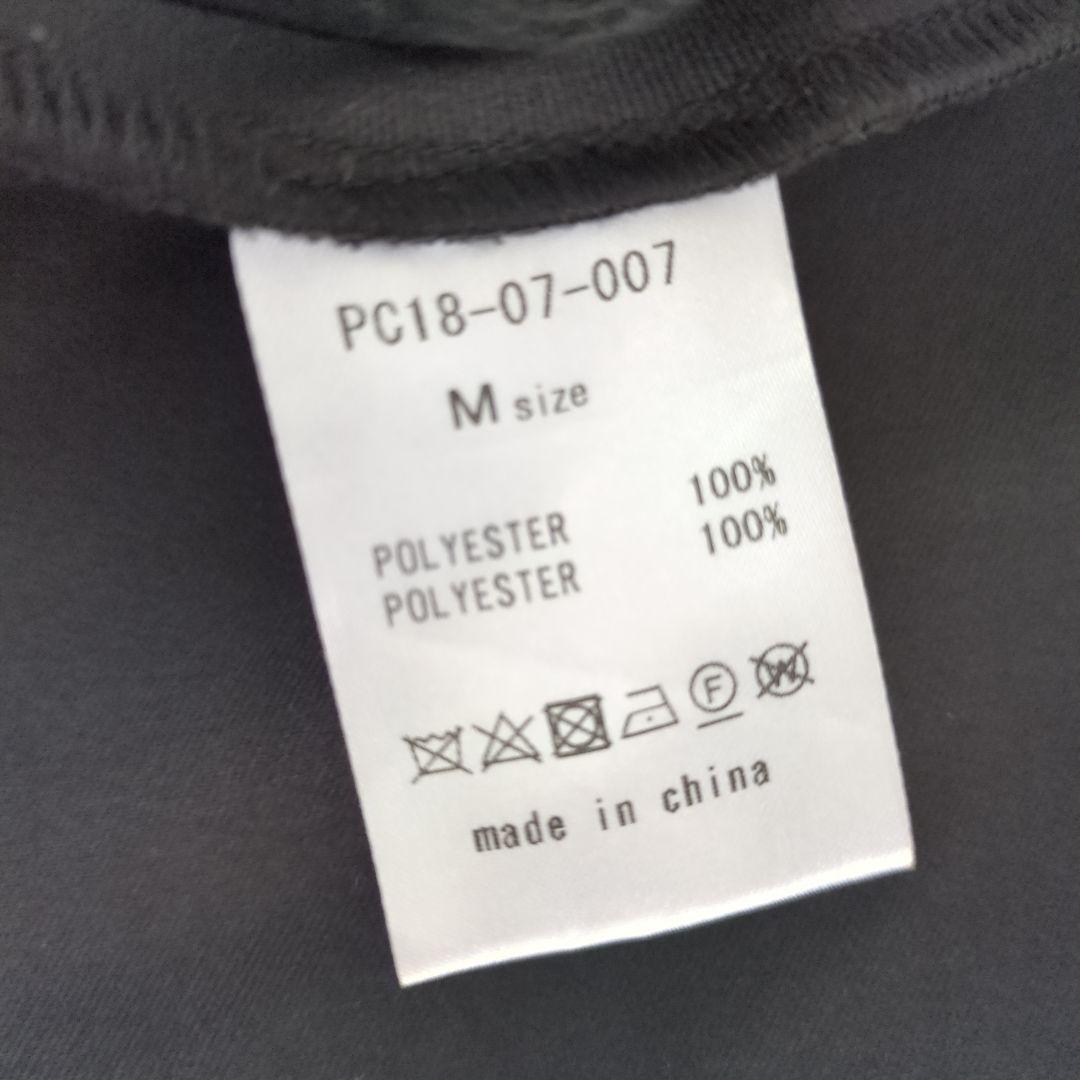 PC18-07-007
M size
POLYESTER 100%
POLYESTER 100%
F W
made in china